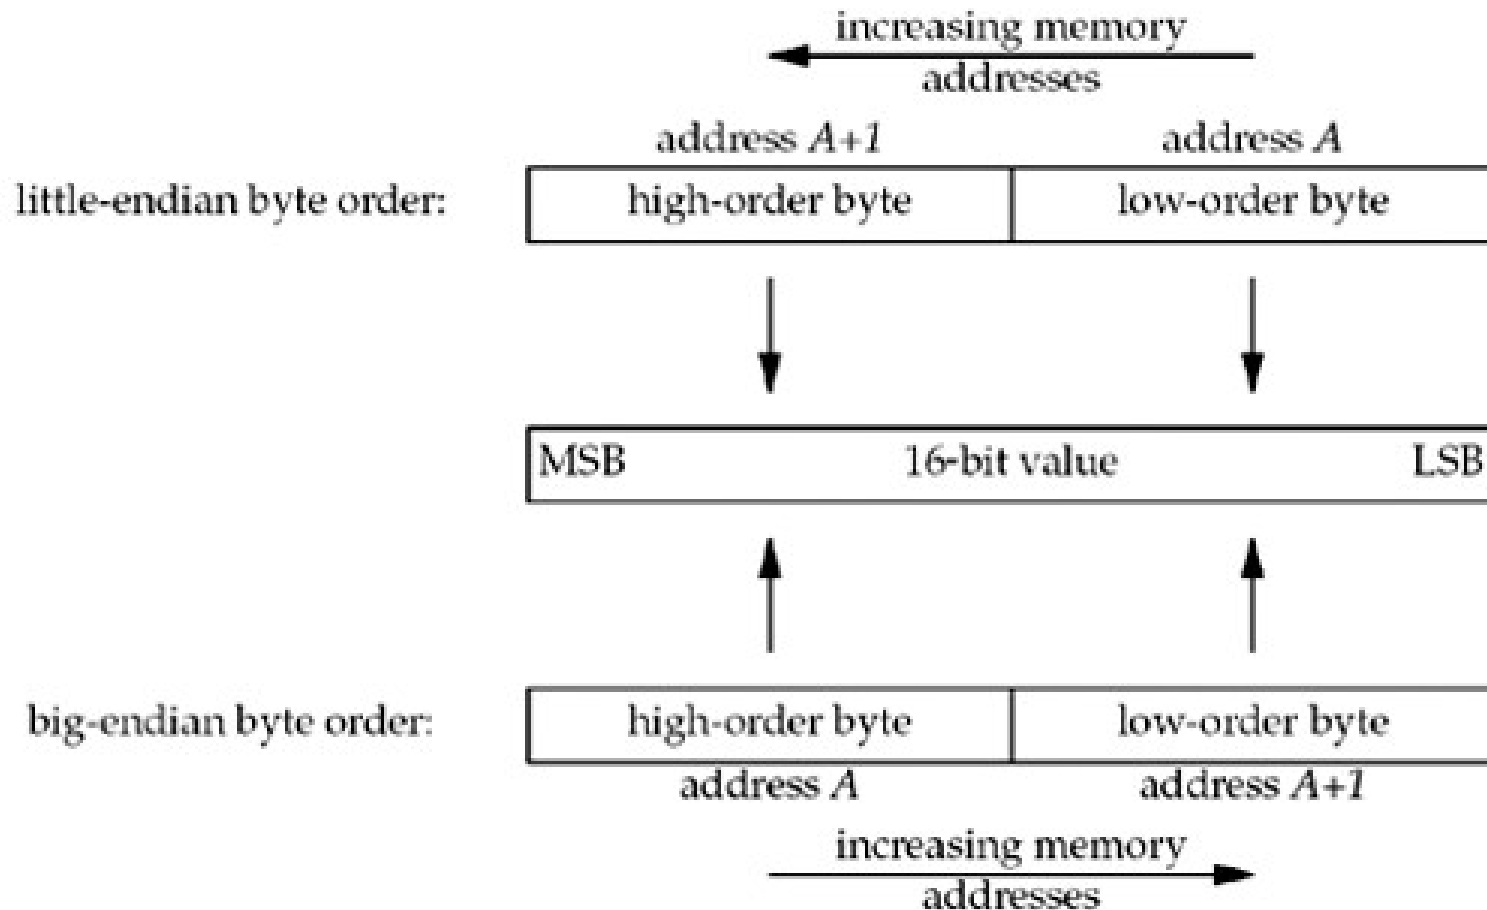 increasing memory
addresses
address A+1 address A
little-endian byte order: high-order byte low-order byte
MSB 16-bit value LSB
big-endian byte order: high-order byte low-order byte
address A address A+1
increasing memory
addresses